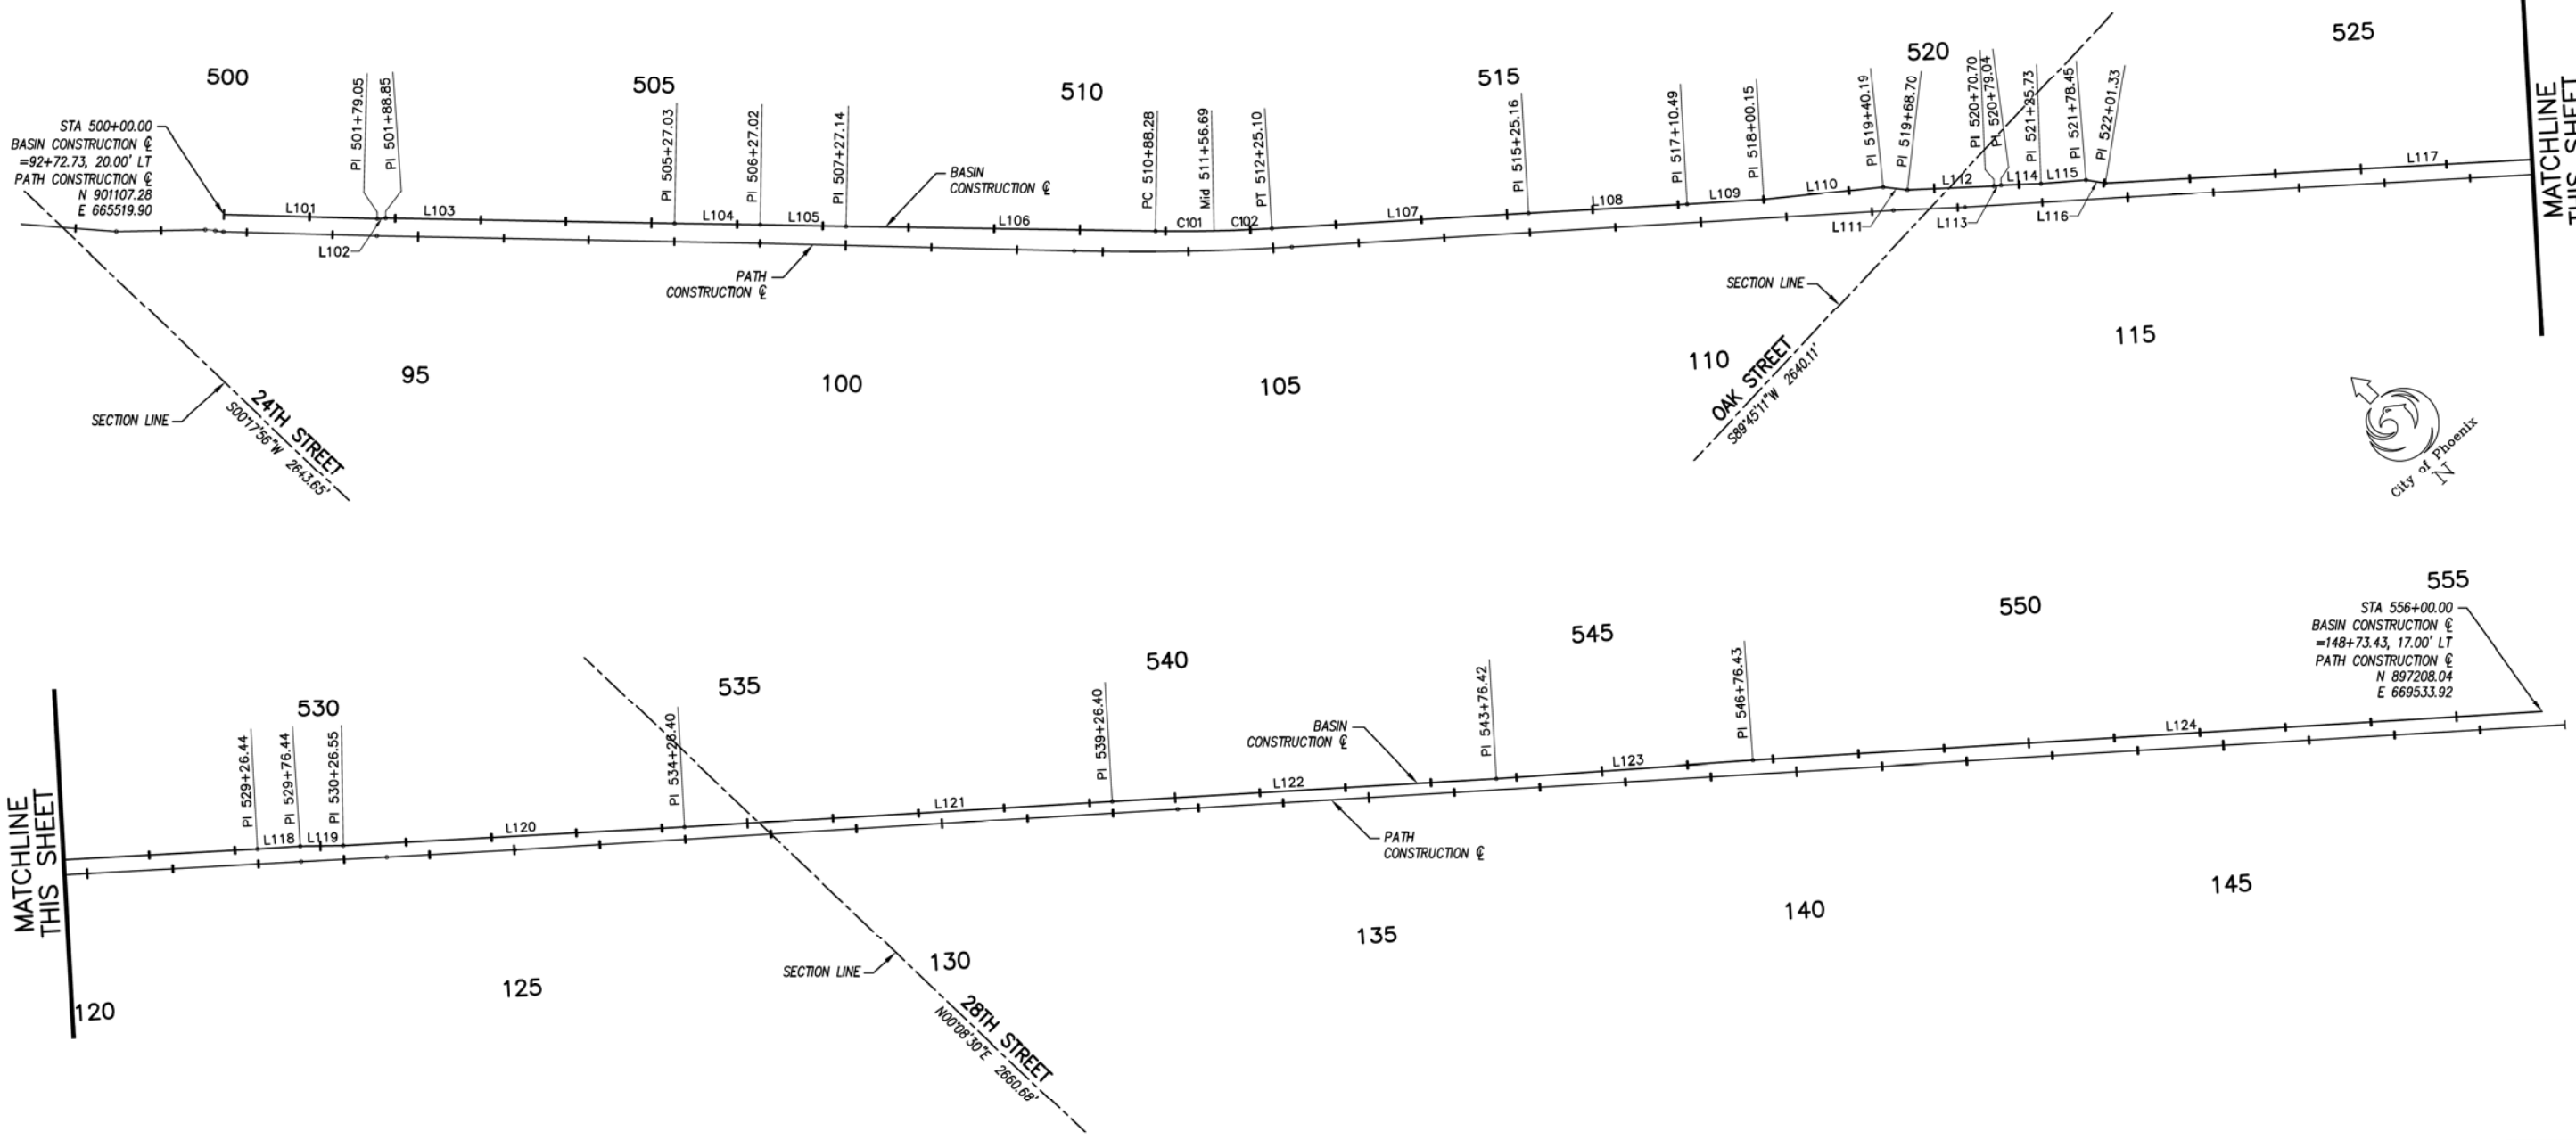 500
505
510
515
520
525
STA 500+00.00
BASIN CONSTRUCTION ℄
=92+72.73, 20.00' LT
PATH CONSTRUCTION ℄
N 901107.28
E 665519.90
PI 501+79.05
PI 501+88.85
PI 505+27.03
PI 506+27.02
PI 507+27.14
PC 510+88.28
Mid 511+56.69
PT 512+25.10
PI 515+25.16
PI 517+10.49
PI 518+00.15
PI 519+40.19
PI 519+68.70
PI 520+70.70
PI 520+79.04
PI 521+25.73
PI 521+78.45
PI 522+01.33
MATCHLINE
THIS SHEET
BASIN
CONSTRUCTION ℄
L101
L102
L103
L104
L105
L106
C101
C102
L107
L108
L109
L110
L111
L112
L113
L114
L115
L116
L117
PATH
CONSTRUCTION ℄
SECTION LINE
SECTION LINE
95
100
105
110
115
24TH STREET
S00°17'56"W 2643.65'
OAK STREET
S89°45'11"W 2640.11'
City of Phoenix
N
530
535
540
545
550
555
STA 556+00.00
BASIN CONSTRUCTION ℄
=148+73.43, 17.00' LT
PATH CONSTRUCTION ℄
N 897208.04
E 669533.92
MATCHLINE
THIS SHEET
PI 529+26.44
PI 529+76.44
PI 530+26.55
PI 534+26.40
PI 539+26.40
PI 543+76.42
PI 546+76.43
BASIN
CONSTRUCTION ℄
L118
L119
L120
L121
L122
L123
L124
PATH
CONSTRUCTION ℄
SECTION LINE
120
125
130
135
140
145
28TH STREET
N00°08'30"E 2660.68'